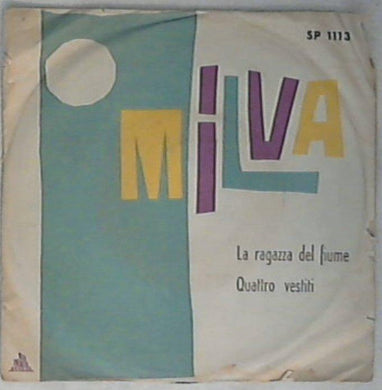 SP 1113
MILVA
La ragazza del fiume
Quattro vestiti